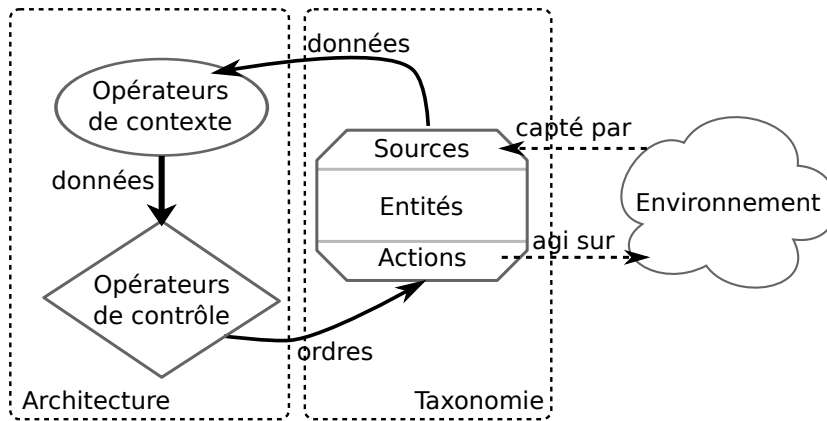 données
Opérateurs
de contexte
données
Opérateurs
de contrôle
ordres
Architecture
Sources
Entités
Actions
Taxonomie
capté par
agi sur
Environnement